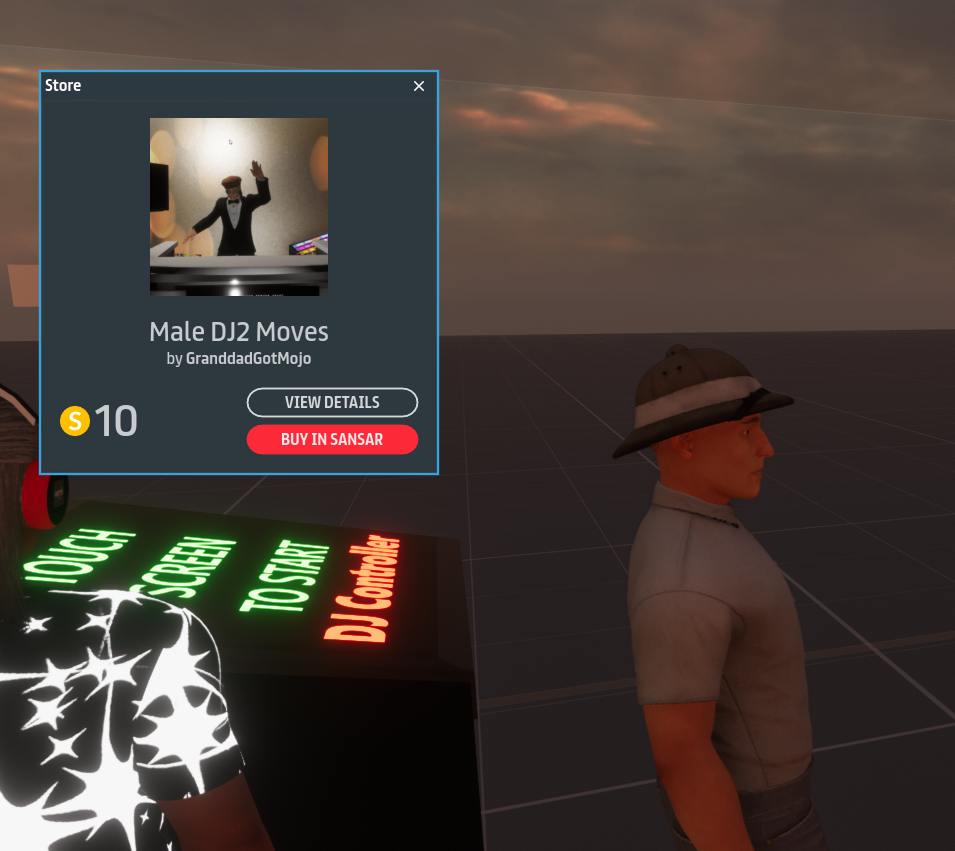 Store
Male DJ2 Moves
by GranddadGotMojo
S 10
VIEW DETAILS
BUY IN SANSAR
TOUCH
SCREEN
TO START
DJ Controller